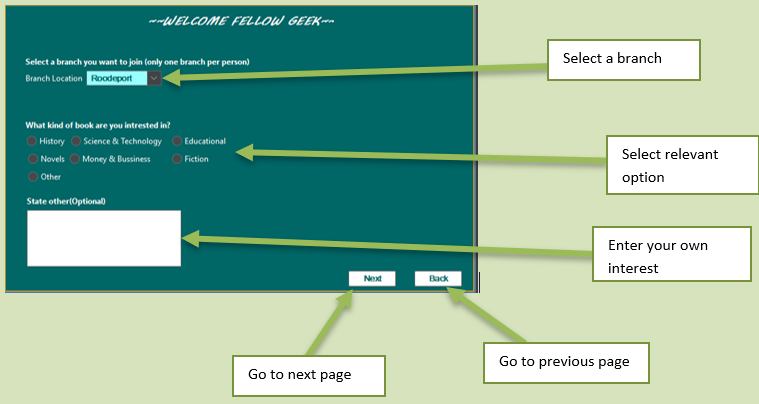 ~~WELCOME FELLOW GEEK~~
Select a branch you want to join (only one branch per person)
Branch Location Roodeport
Select a branch
What kind of book are you intrested in?
History Science & Technology Educational
Novels Money & Bussiness Fiction
Other
Select relevant
option
State other(Optional)
Enter your own
interest
Next Back
Go to next page
Go to previous page